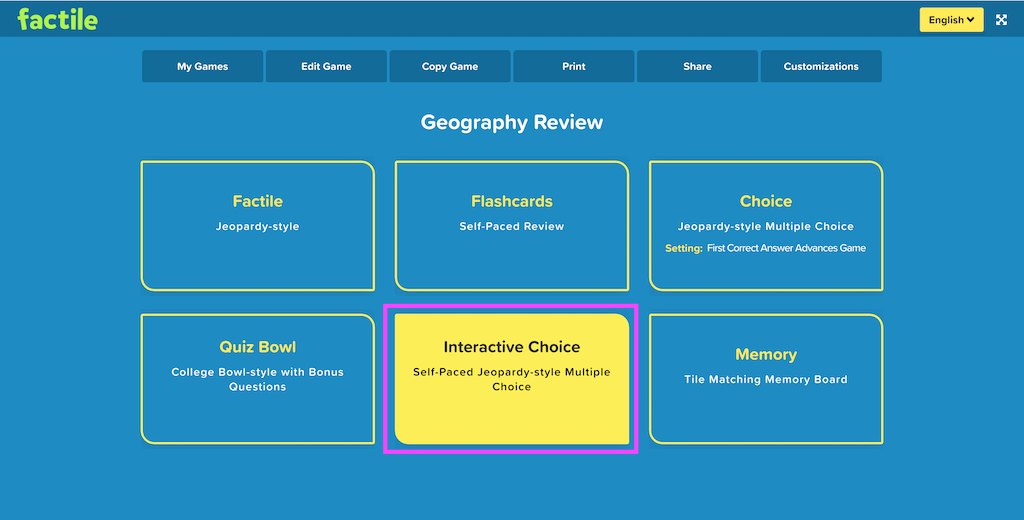 factile
English
My Games
Edit Game
Copy Game
Print
Share
Customizations
Geography Review
Factile
Jeopardy-style
Flashcards
Self-Paced Review
Choice
Jeopardy-style Multiple Choice
Setting: First Correct Answer Advances Game
Quiz Bowl
College Bowl-style with Bonus
Questions
Interactive Choice
Self-Paced Jeopardy-style Multiple
Choice
Memory
Tile Matching Memory Board